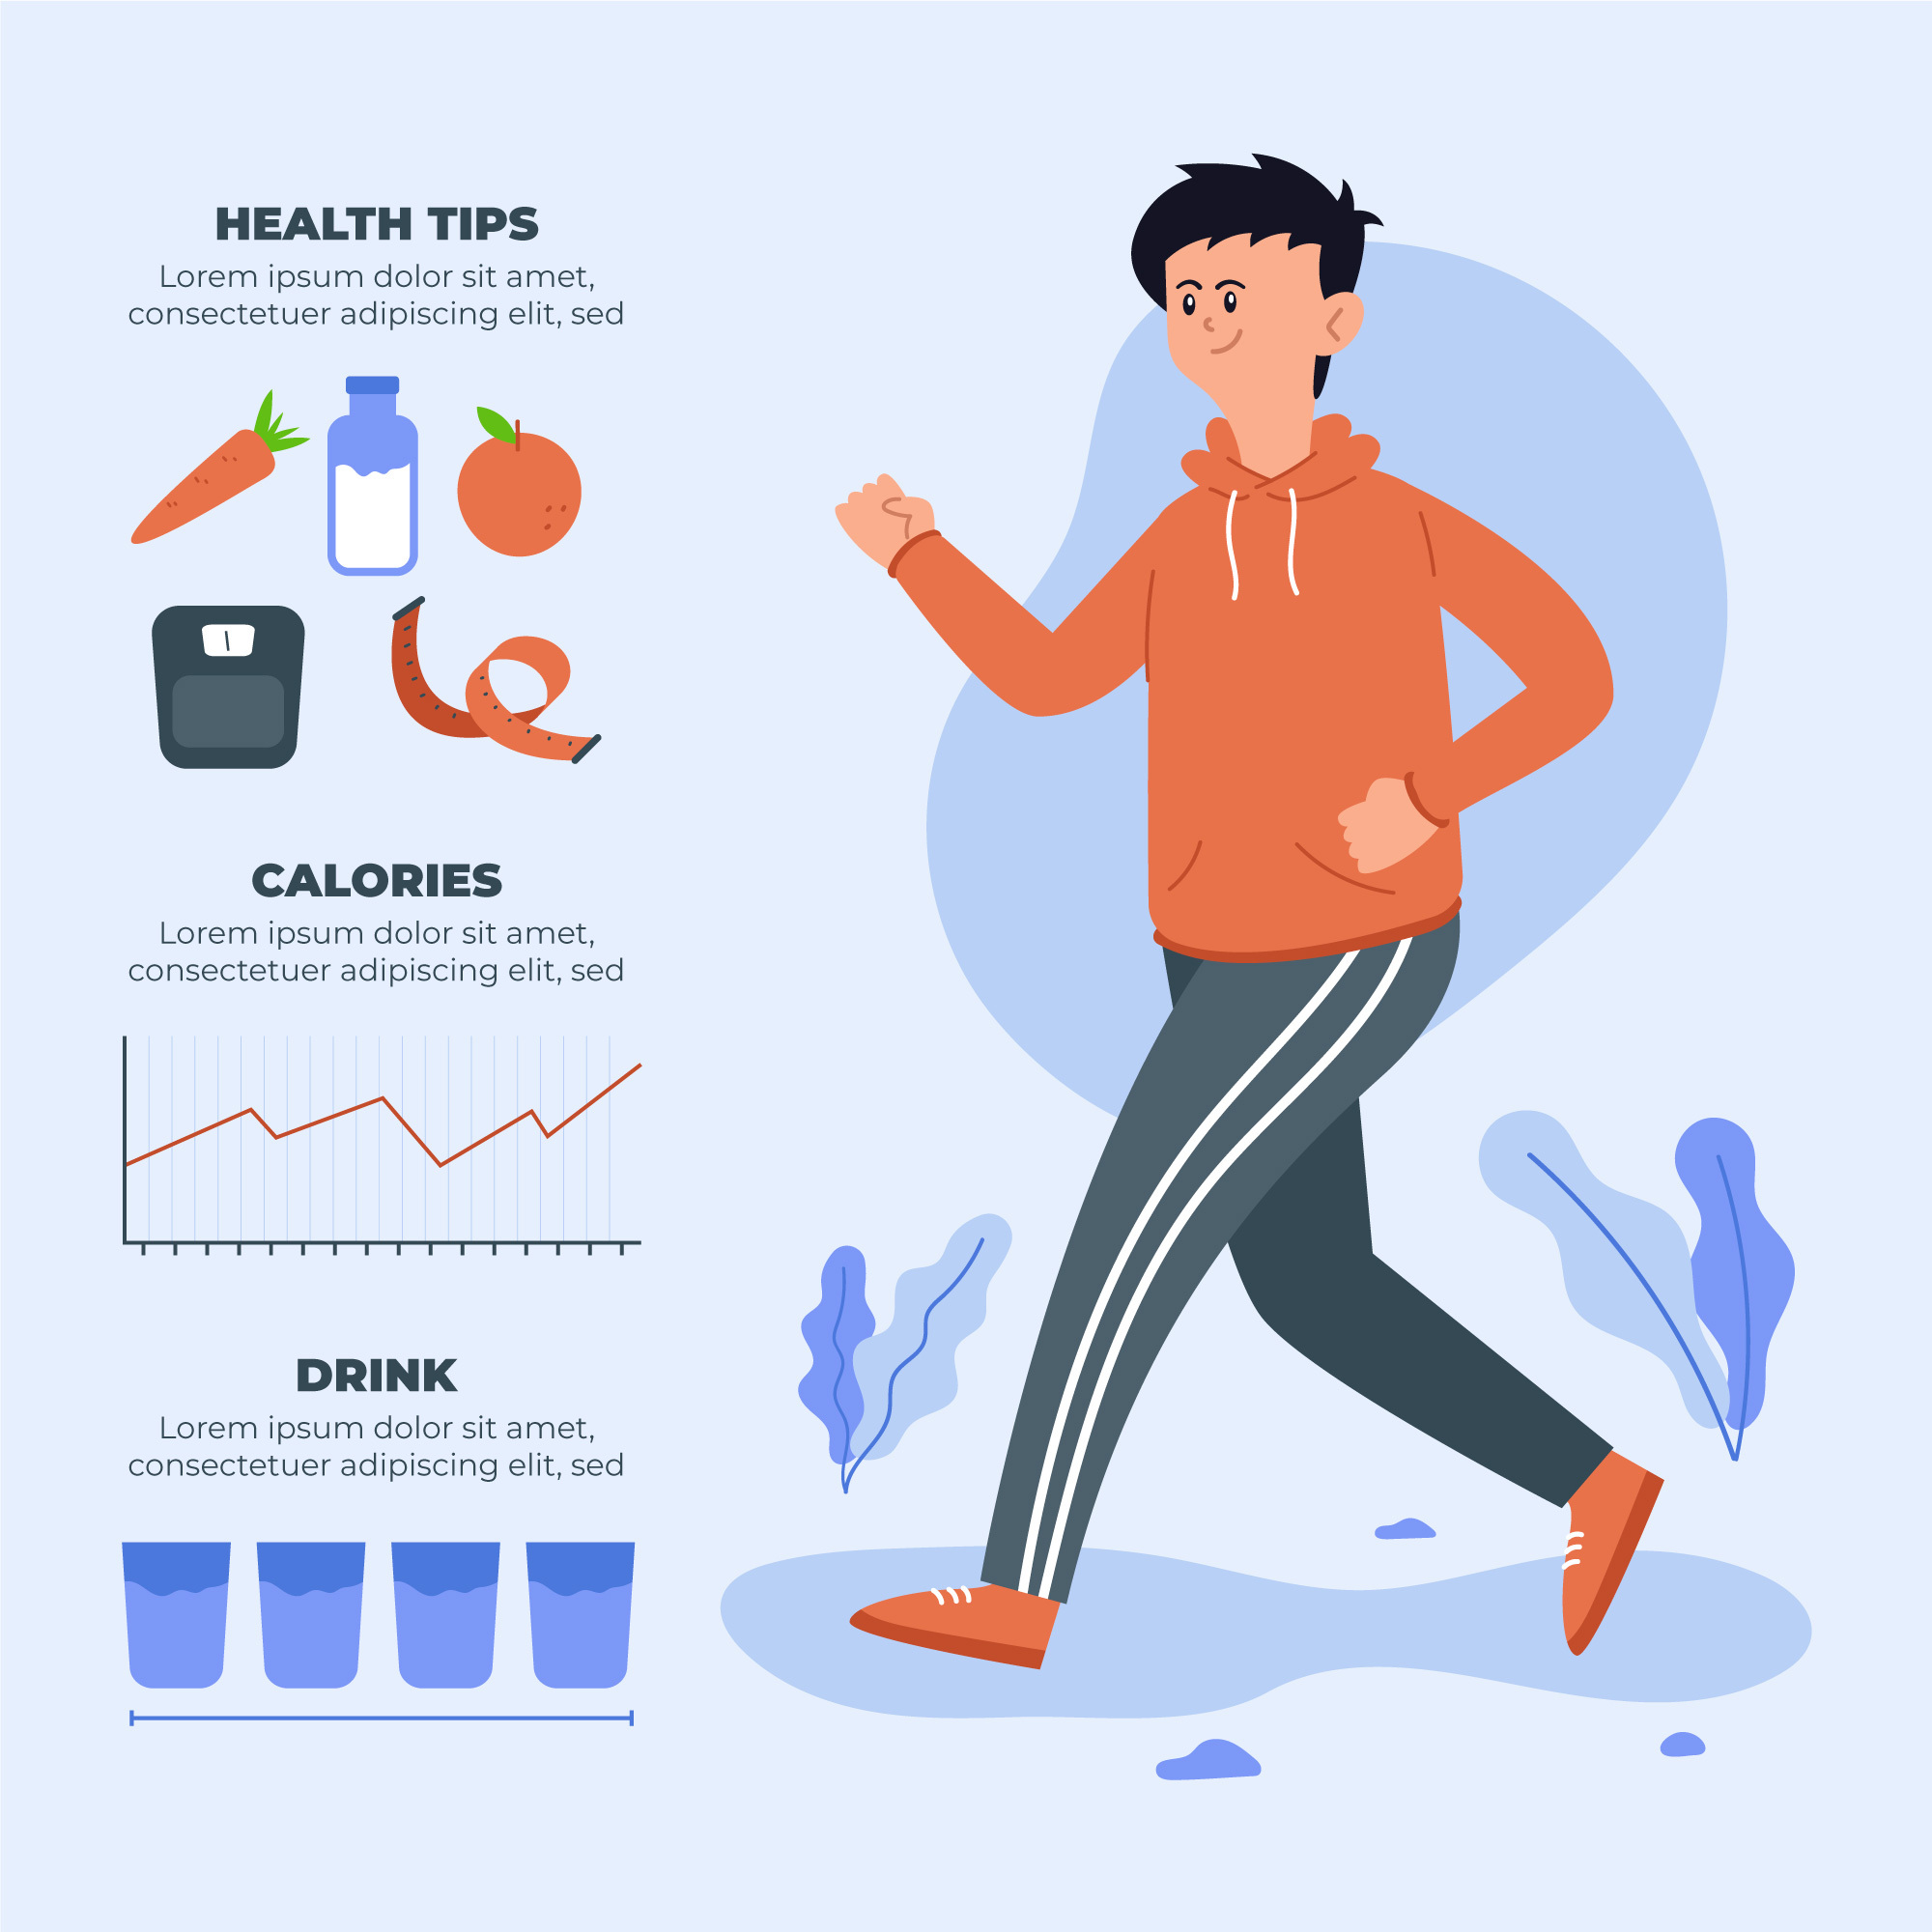 HEALTH TIPS
Lorem ipsum dolor sit amet,
consectetuer adipiscing elit, sed
CALORIES
Lorem ipsum dolor sit amet,
consectetuer adipiscing elit, sed
DRINK
Lorem ipsum dolor sit amet,
consectetuer adipiscing elit, sed